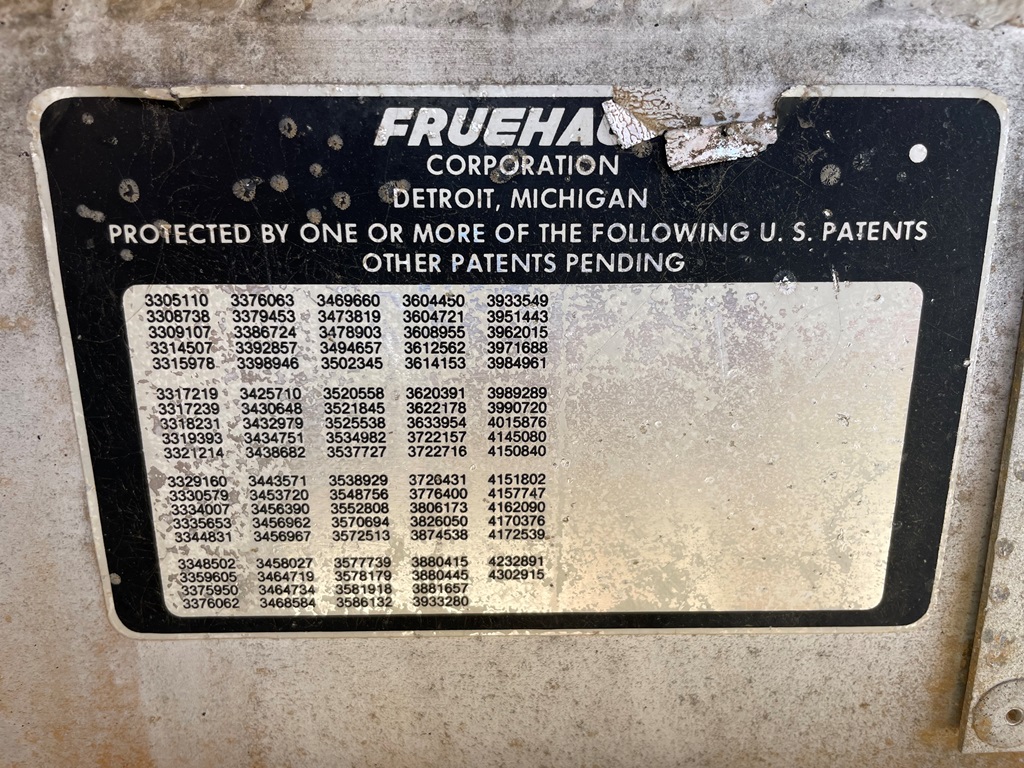 FRUEHAU
CORPORATION
DETROIT, MICHIGAN
PROTECTED BY ONE OR MORE OF THE FOLLOWING U. S. PATENTS
OTHER PATENTS PENDING
3305110 3376063 3469660 3604450 3933549
3308738 3379453 3473819 3604721 3951443
3309107 3386724 3478903 3608955 3962015
3314507 3392857 3494657 3612562 3971688
3315978 3398946 3502345 3614153 3984961
3317219 3425710 3520558 3620391 3989289
3317239 3430648 3521845 3622178 3990720
3318231 3432979 3525538 3633954 4015876
3319393 3434751 3534982 3722157 4145080
3321214 3438682 3537727 3722716 4150840
3329160 3443571 3538929 3726431 4151802
3330579 3453720 3548756 3776400 4157747
3334007 3456390 3552808 3806173 4162090
3335653 3456962 3570694 3826050 4170376
3344831 3456967 3572513 3874538 4172539
3348502 3458027 3577739 3880415 4232891
3359605 3464719 3578179 3880445 4302915
3375950 3464734 3581918 3881657
3376062 3468584 3586132 3933280